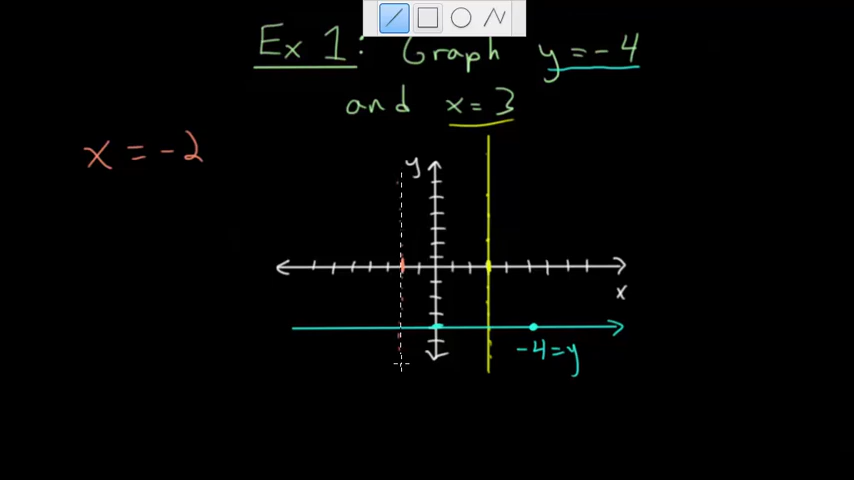 Ex 1: Graph y = -4
and x = 3
x = -2
y
x
-4 = y